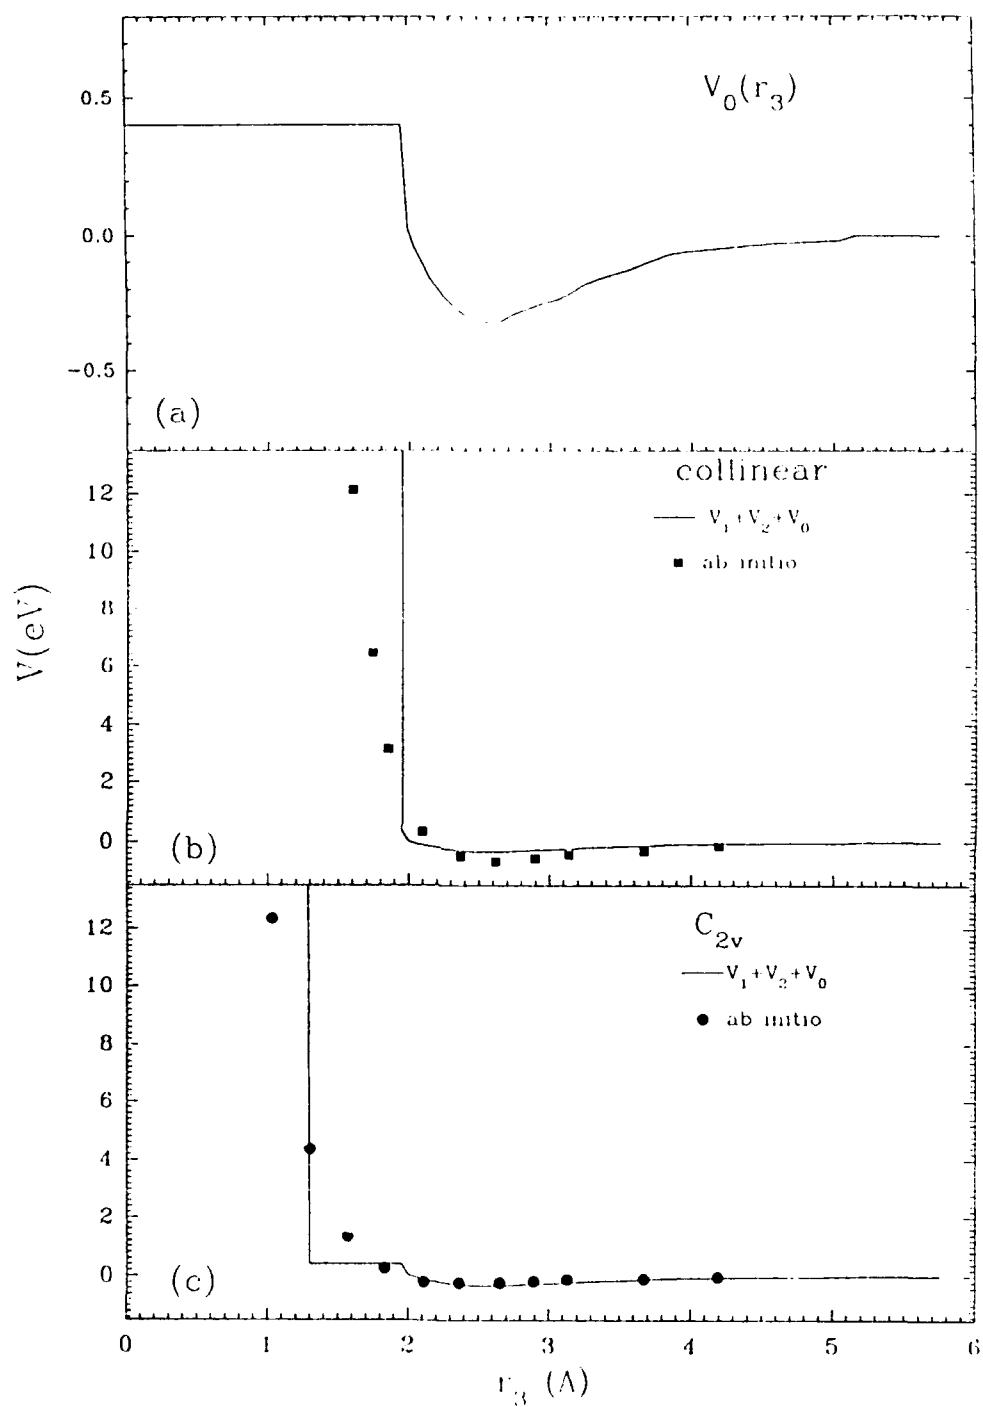 V₀(r₃)
0.5
0.0
−0.5
(a)
collinear
V₁+V₂+V₀
ab initio
12
10
8
6
4
2
0
(b)
V(eV)
C₂ᵥ
V₁+V₂+V₀
ab initio
12
10
8
6
4
2
0
(c)
0 1 2 3 4 5 6
r₃ (A)